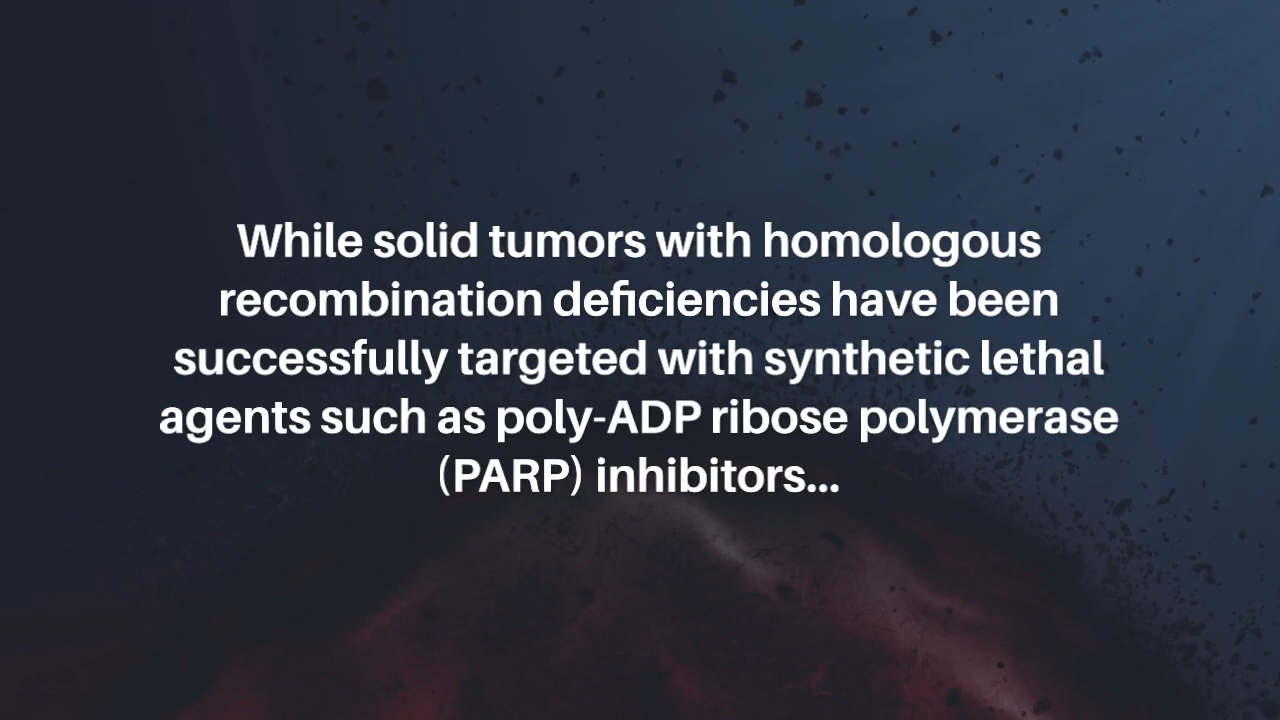 While solid tumors with homologous
recombination deficiencies have been
successfully targeted with synthetic lethal
agents such as poly-ADP ribose polymerase
(PARP) inhibitors...